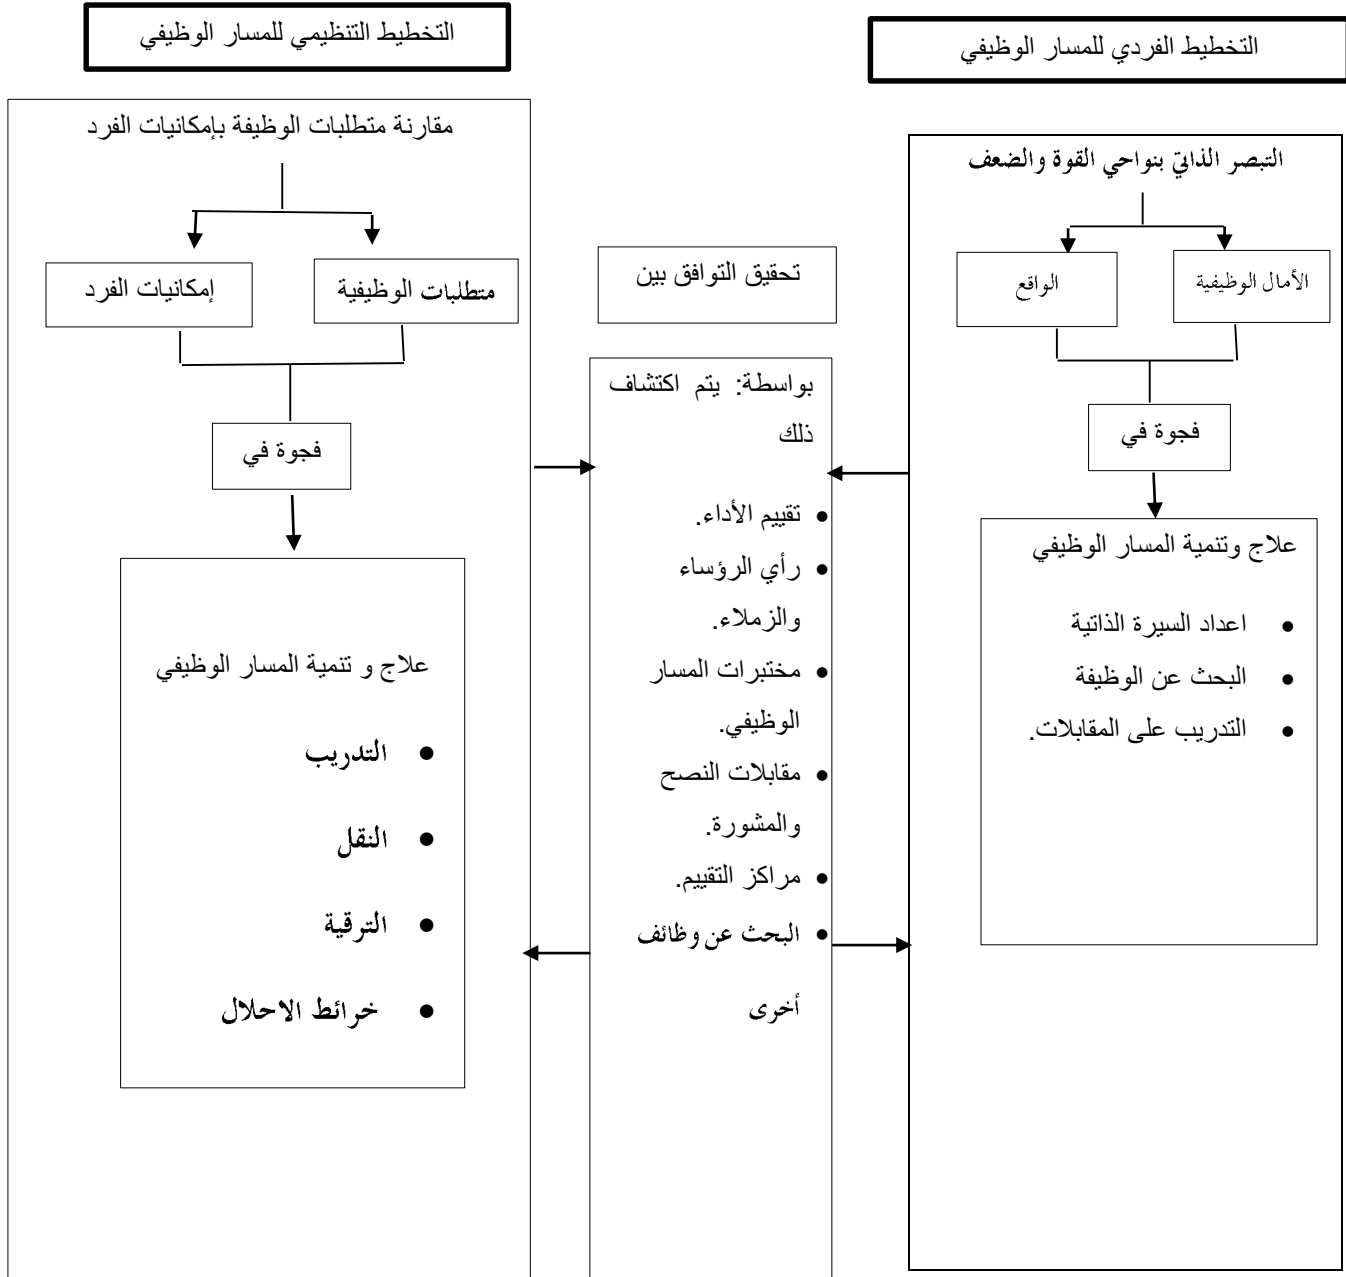 التخطيط الفردي للمسار الوظيفي
التبصر الذاتيّ بنواحي القوة والضعف
الأمال الوظيفية
الواقع
فجوة في
علاج وتنمية المسار الوظيفي
• اعداد السيرة الذاتية
• البحث عن الوظيفة
• التدريب على المقابلات.
تحقيق التوافق بين
بواسطة: يتم اكتشاف
ذلك
• تقييم الأداء.
• رأي الرؤساء
والزملاء.
• مختبرات المسار
الوظيفي.
• مقابلات النصح
والمشورة.
• مراكز التقييم.
• البحث عن وظائف
أخرى
التخطيط التنظيمي للمسار الوظيفي
مقارنة متطلبات الوظيفة بإمكانيات الفرد
متطلبات الوظيفية
إمكانيات الفرد
فجوة في
علاج و تنمية المسار الوظيفي
• التدريب
• النقل
• الترقية
• خرائط الاحلال